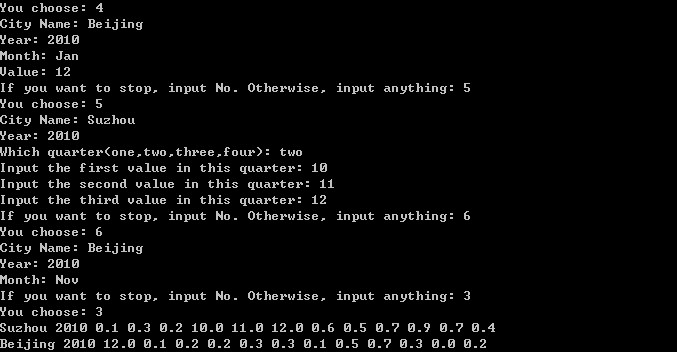 You choose: 4
City Name: Beijing
Year: 2010
Month: Jan
Value: 12
If you want to stop, input No. Otherwise, input anything: 5
You choose: 5
City Name: Suzhou
Year: 2010
Which quarter(one,two,three,four): two
Input the first value in this quarter: 10
Input the second value in this quarter: 11
Input the third value in this quarter: 12
If you want to stop, input No. Otherwise, input anything: 6
You choose: 6
City Name: Beijing
Year: 2010
Month: Nov
If you want to stop, input No. Otherwise, input anything: 3
You choose: 3
Suzhou 2010 0.1 0.3 0.2 10.0 11.0 12.0 0.6 0.5 0.7 0.9 0.7 0.4
Beijing 2010 12.0 0.1 0.2 0.2 0.3 0.3 0.1 0.5 0.7 0.3 0.0 0.2